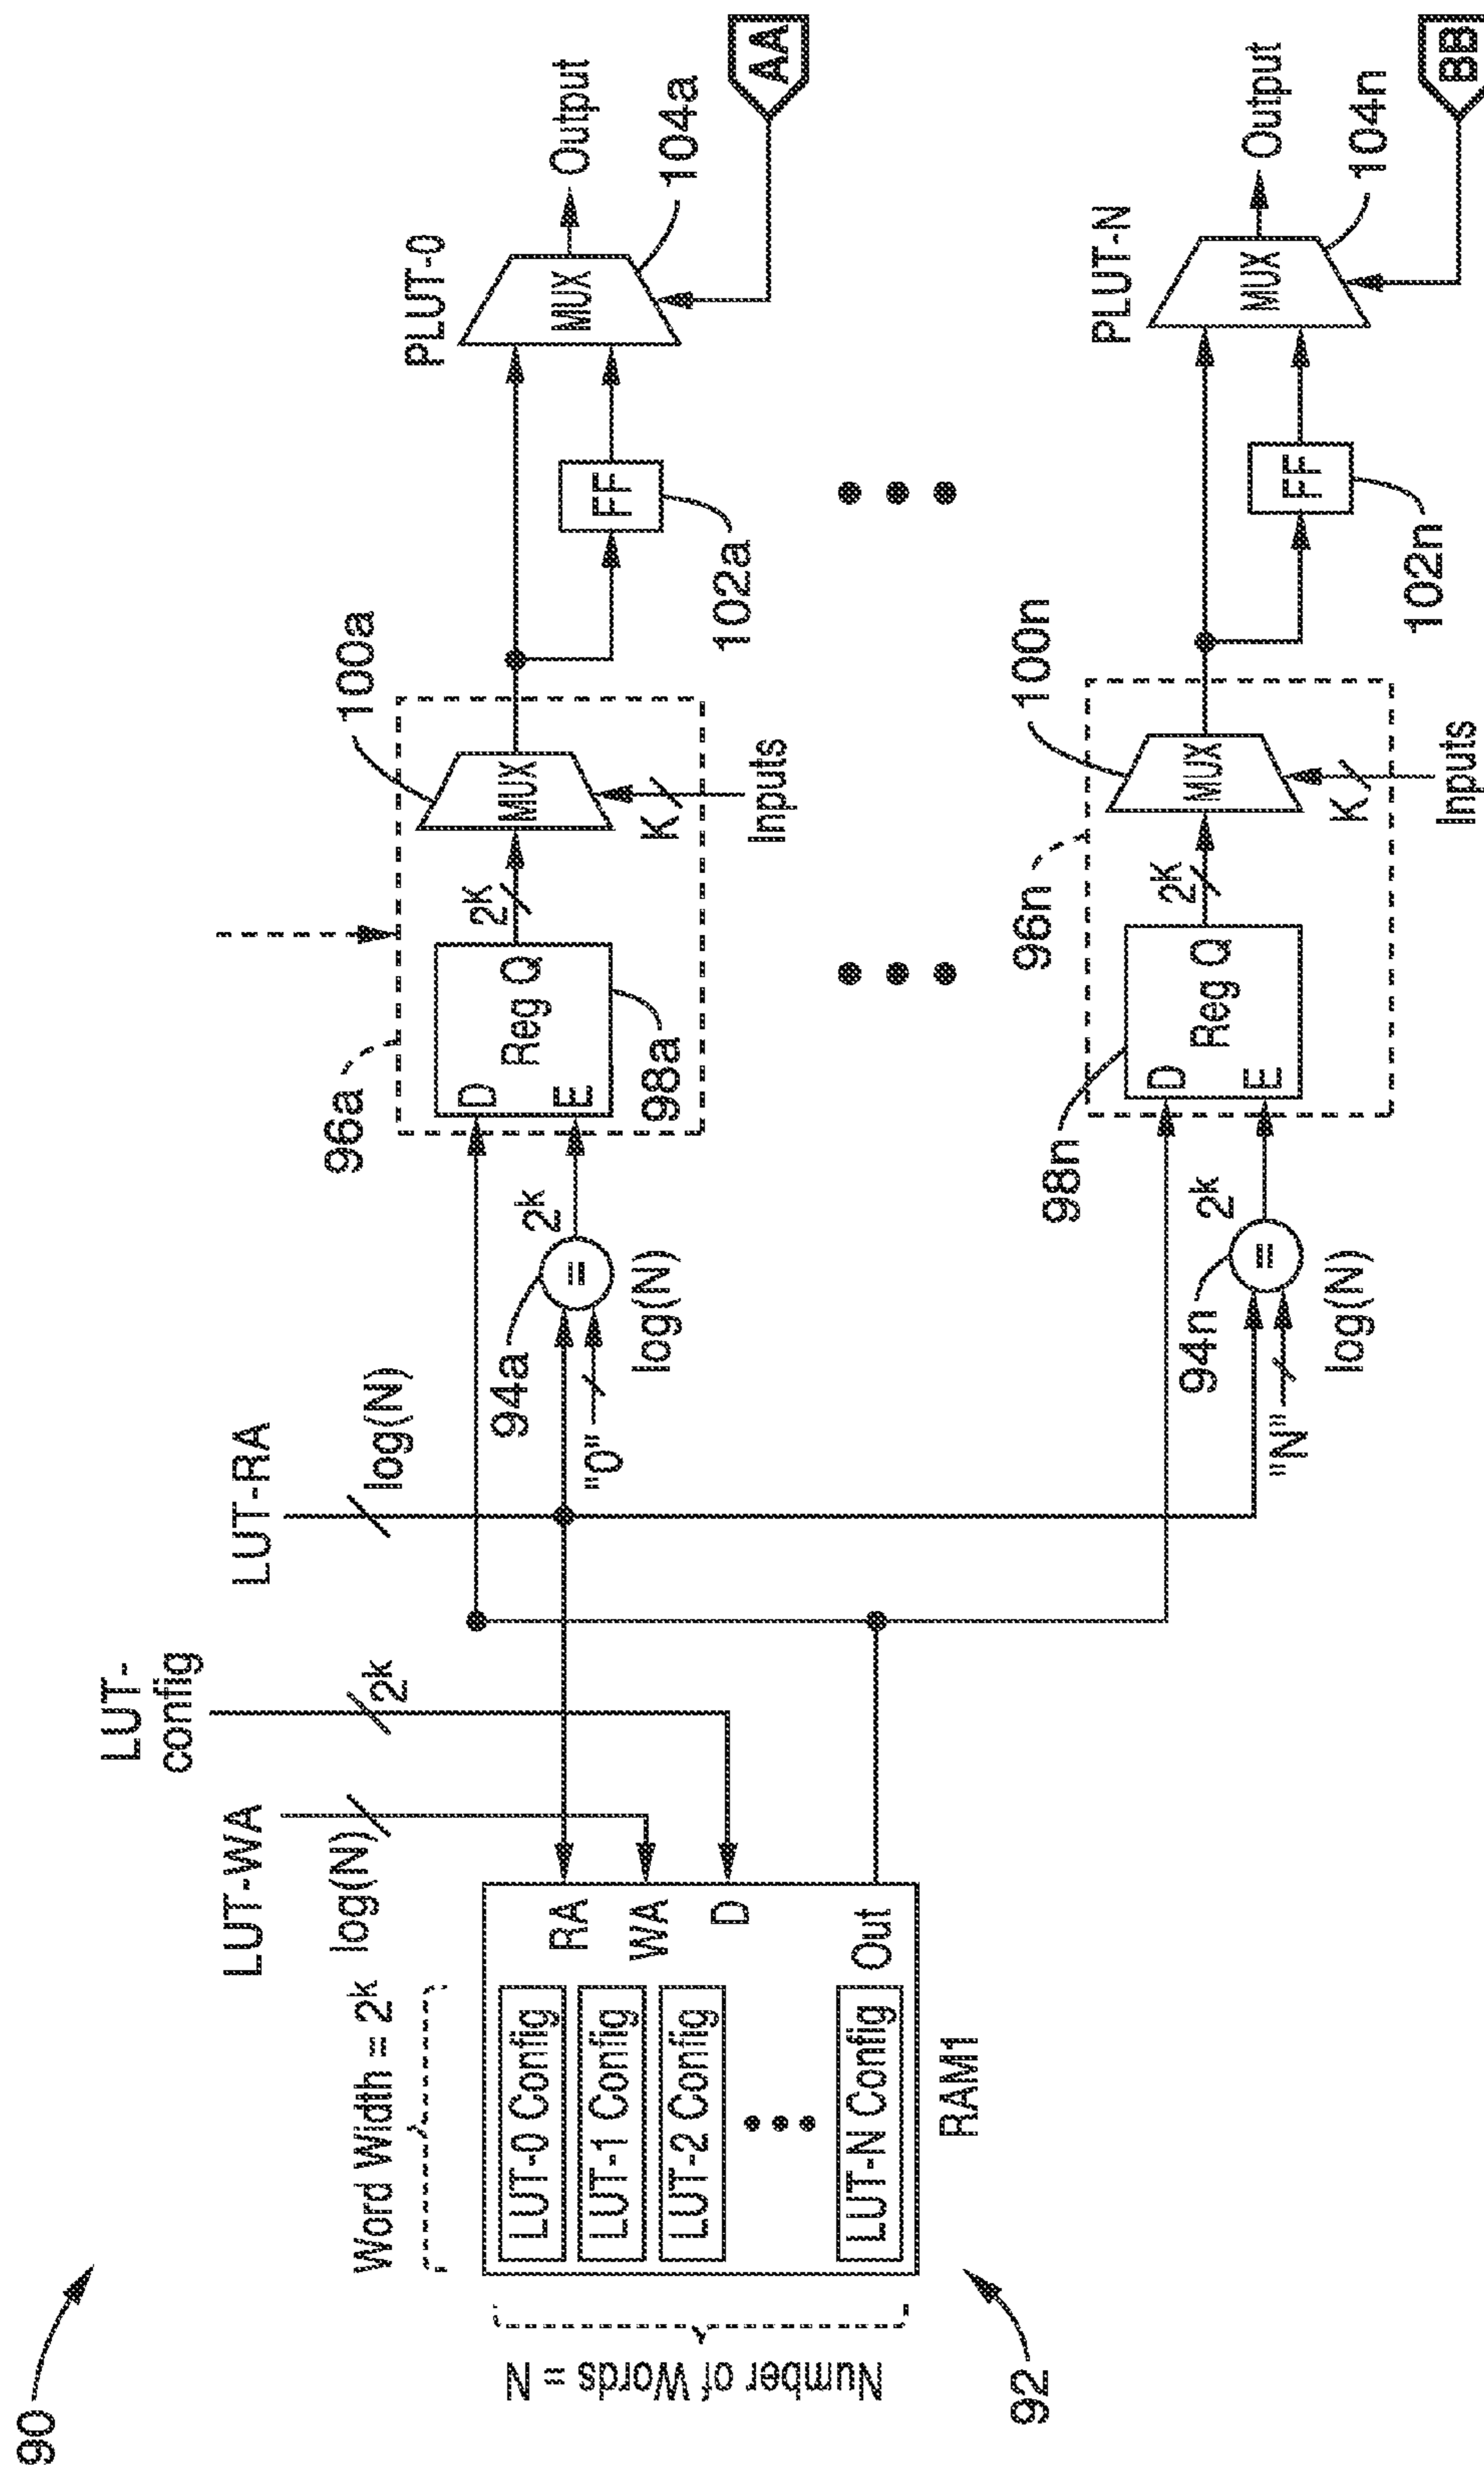 90
Word Width = 2ᵏ
Number of Words = N
LUT-0 Config
LUT-1 Config
LUT-2 Config
LUT-N Config
RA
WA
D
Out
RAM1
92
LUT-WA
log(N)
LUT-
config
2ᵏ
LUT-RA
log(N)
94a
=
2ᵏ
"0"
log(N)
96a
D
E
Reg Q
98a
2ᴷ
100a
MUX
K
Inputs
FF
102a
PLUT-0
MUX
Output
104a
AA
94n
=
2ᵏ
"N"
log(N)
96n
98n
D
E
Reg Q
2ᴷ
100n
MUX
K
Inputs
FF
102n
PLUT-N
MUX
Output
104n
BB